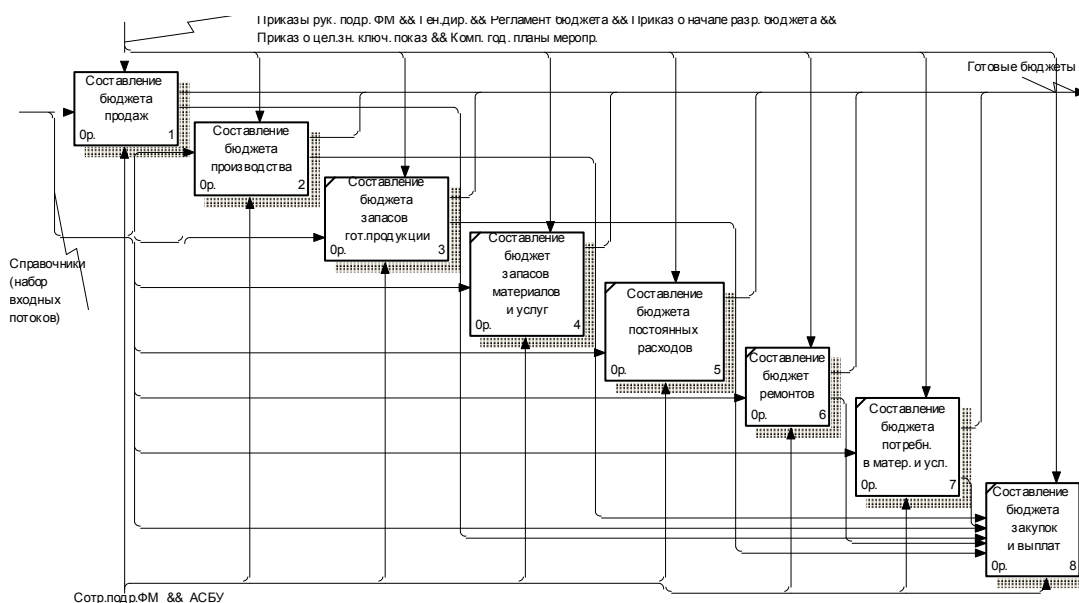 Приказы рук. подр. ФМ && Ген.дир. && Регламент бюджета && Приказ о начале разр. бюджета &&
Приказ о цел.зн. ключ. показ && Комп. год. планы меропр.
Готовые бюджеты
Составление
бюджета
продаж
0р. 1
Составление
бюджета
производства
0р. 2
Составление
бюджета
запасов
гот.продукции
0р. 3
Составление
бюджет
запасов
материалов
и услуг
0р. 4
Справочники
(набор
входных
потоков)
Составление
бюджета
постоянных
расходов
0р. 5
Составление
бюджет
ремонтов
0р. 6
Составление
бюджета
потребн.
в матер. и усл.
0р. 7
Составление
бюджета
закупок
и выплат
0р. 8
Сотр.подр.ФМ && АСБУ